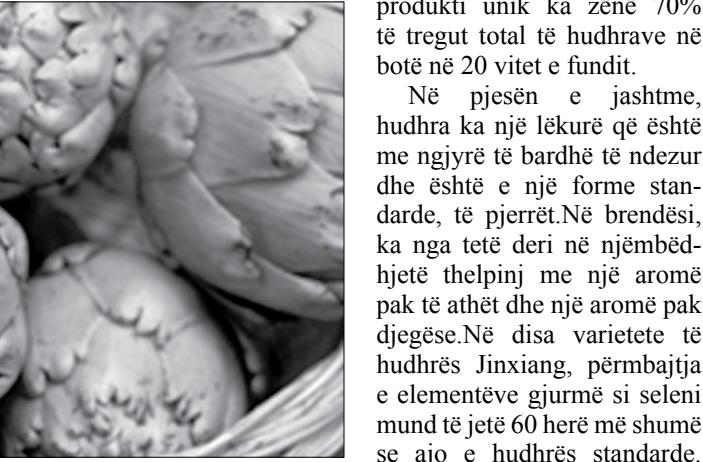 produkti unik ka zënë 70%
të tregut total të hudhrave në
botë në 20 vitet e fundit.
Në pjesën e jashtme,
hudhra ka një lëkurë që është
me ngjyrë të bardhë të ndezur
dhe është e një forme stan-
darde, të pjerrët.Në brendësi,
ka nga tetë deri në njëmbëd-
hjetë thelpinj me një aromë
pak të athët dhe një aromë pak
djegëse.Në disa varietete të
hudhrës Jinxiang, përmbajtja
e elementëve gjurmë si seleni
mund të jetë 60 herë më shumë
se ajo e hudhrës standarde,